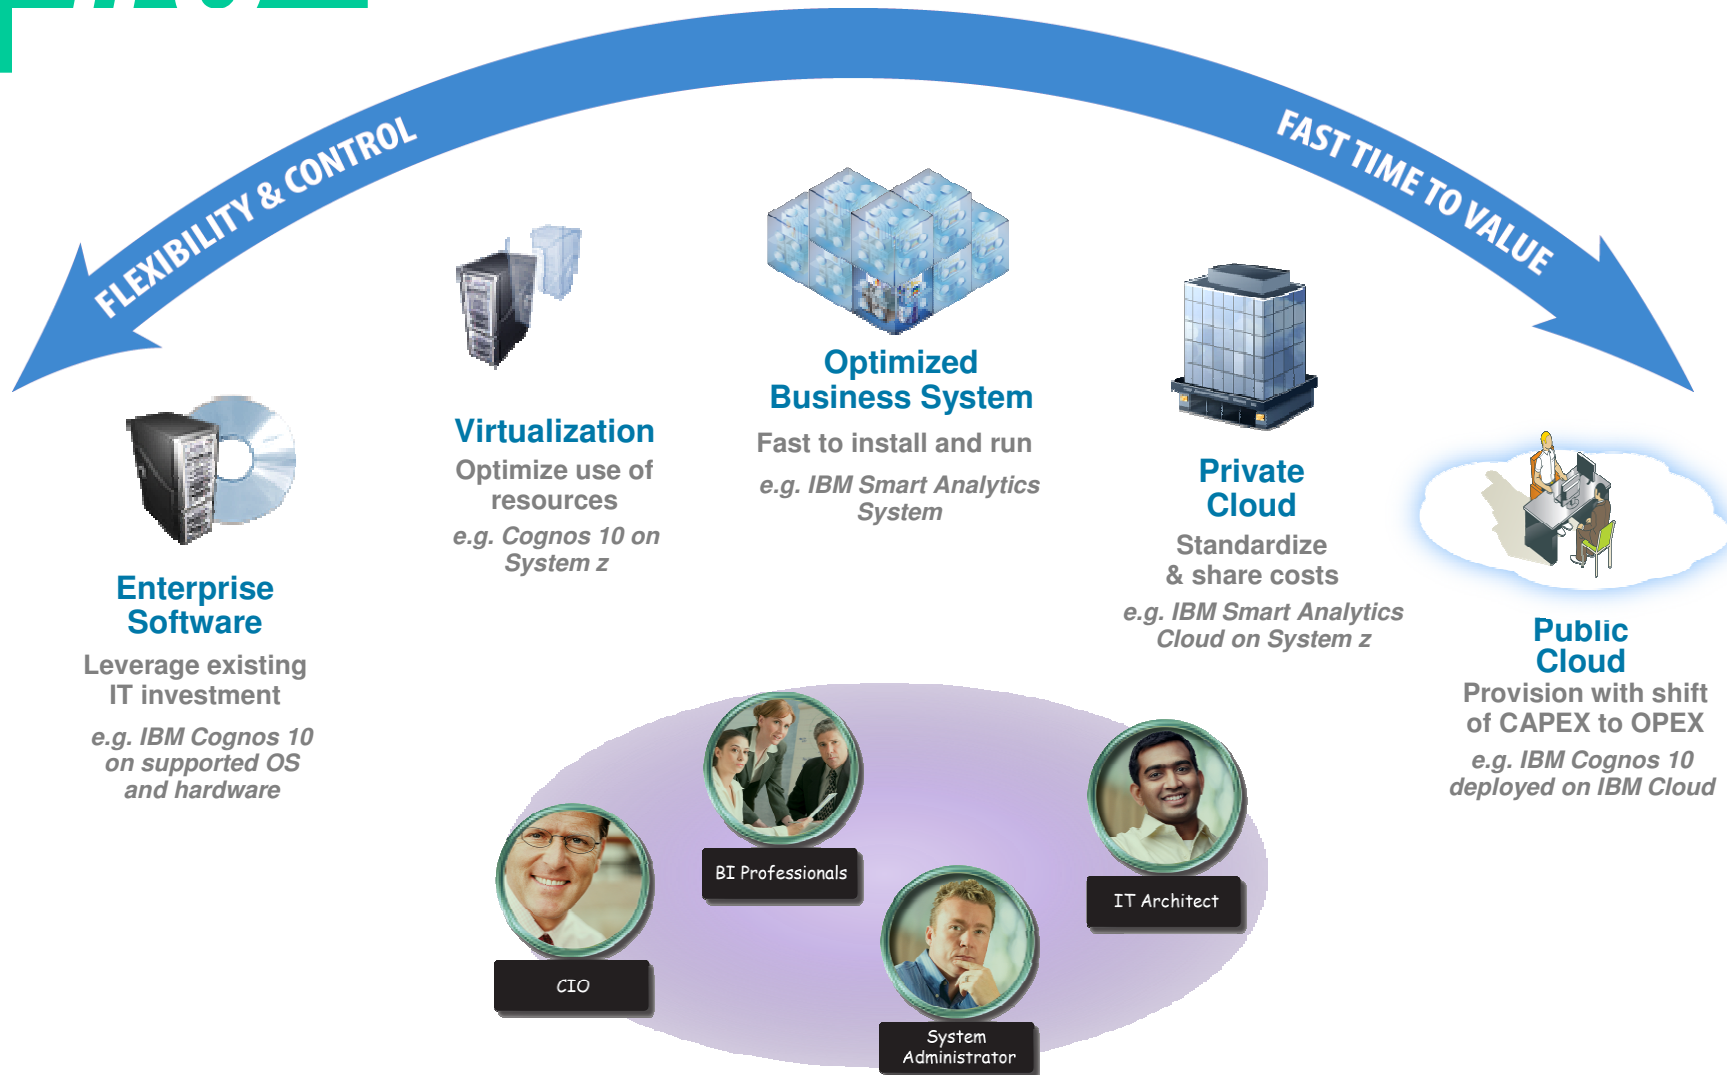 FLEXIBILITY & CONTROL
FAST TIME TO VALUE
Enterprise
Software
Leverage existing
IT investment
e.g. IBM Cognos 10
on supported OS
and hardware
Virtualization
Optimize use of
resources
e.g. Cognos 10 on
System z
Optimized
Business System
Fast to install and run
e.g. IBM Smart Analytics
System
Private
Cloud
Standardize
& share costs
e.g. IBM Smart Analytics
Cloud on System z
Public
Cloud
Provision with shift
of CAPEX to OPEX
e.g. IBM Cognos 10
deployed on IBM Cloud
CIO
BI Professionals
System
Administrator
IT Architect